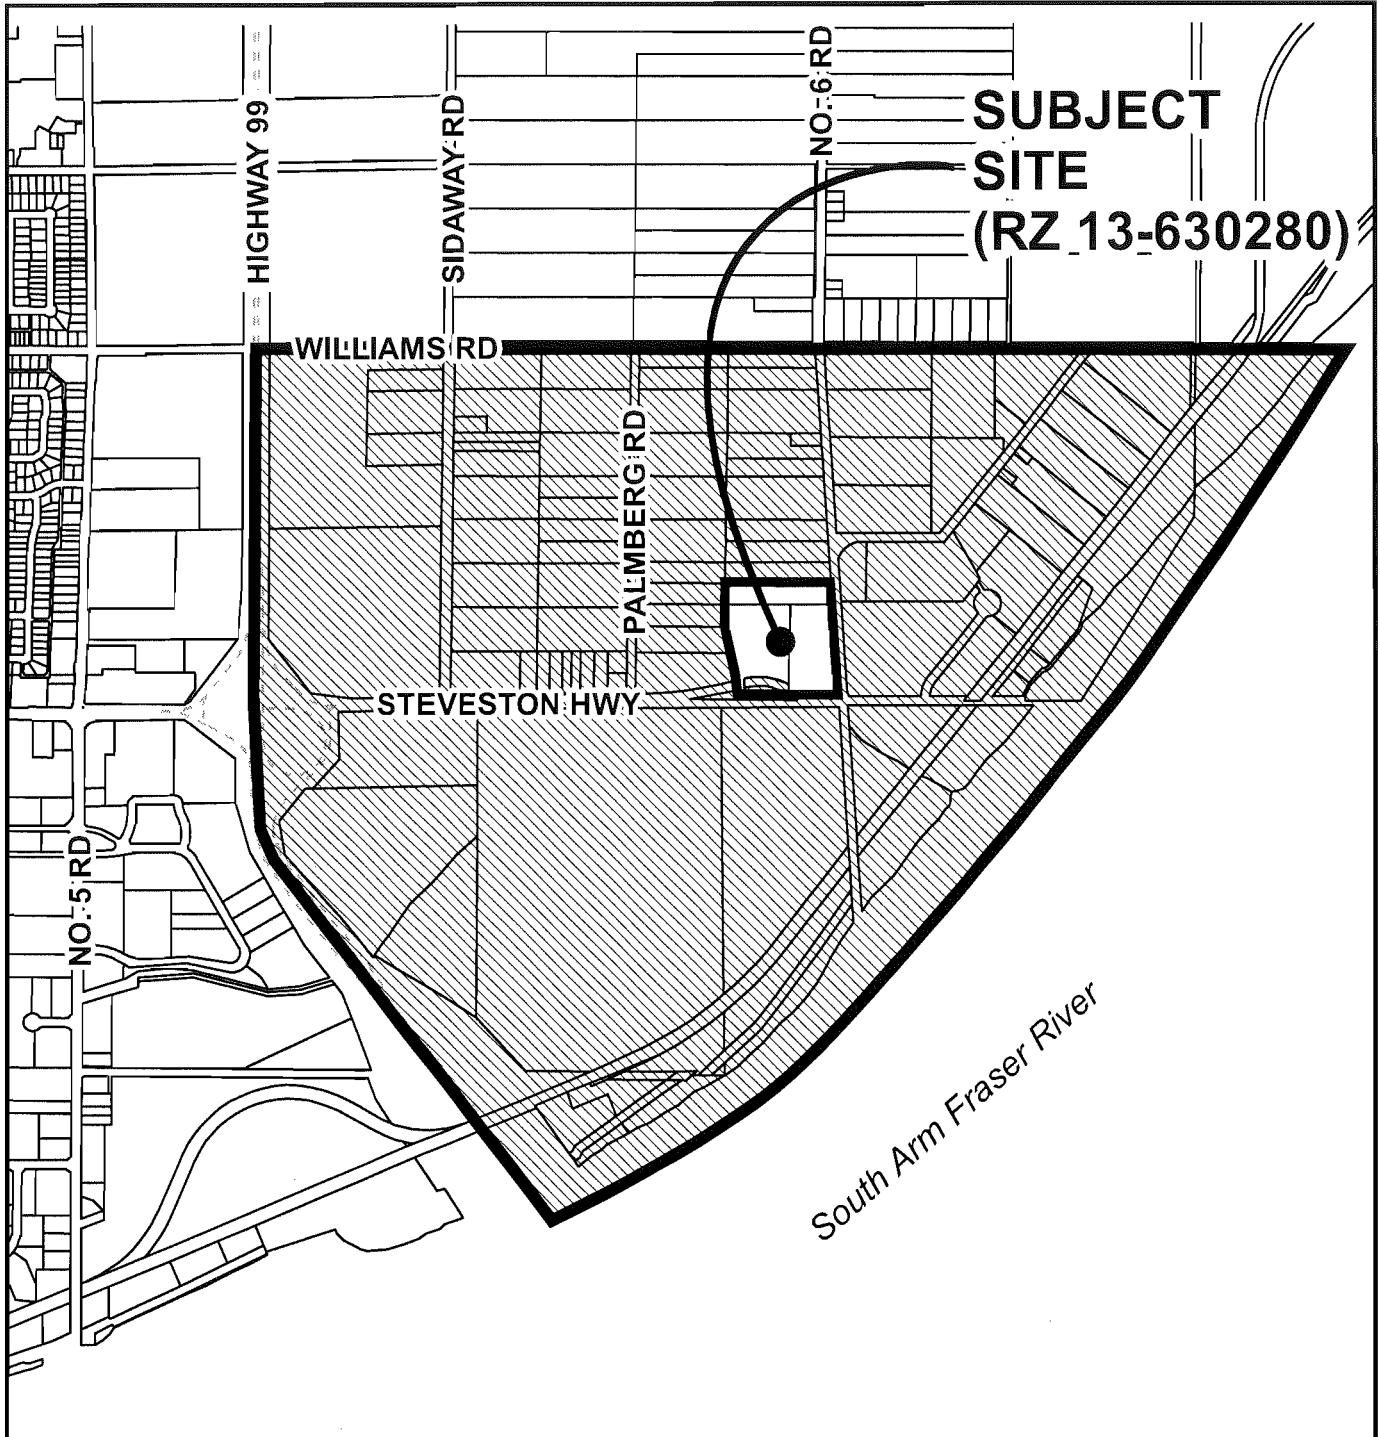 HIGHWAY 99
SIDAWAY RD
NO. 6 RD
SUBJECT
SITE
(RZ 13-630280)
WILLIAMS RD
PALMBERG RD
STEVESTON HWY
NO. 5 RD
South Arm Fraser River